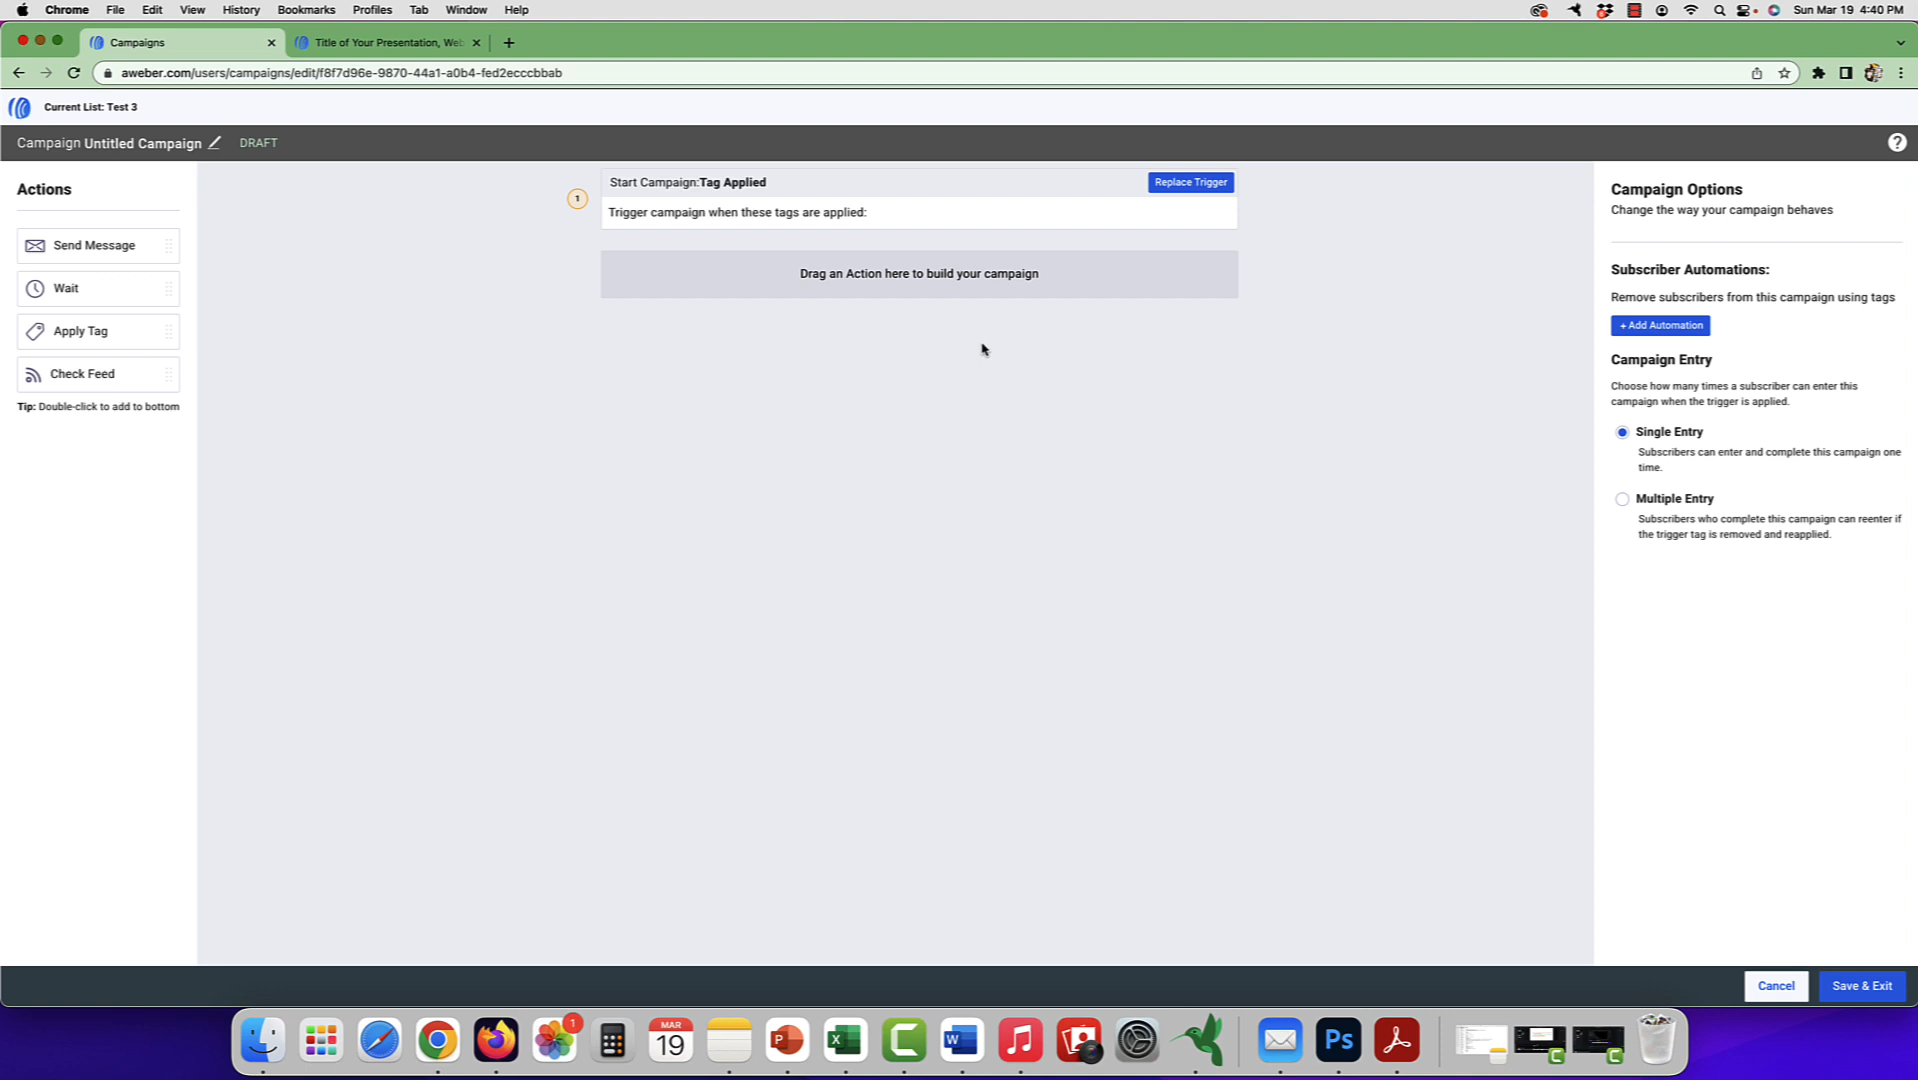 Chrome File Edit View History Bookmarks Profiles Tab Window Help Sun Mar 19 4:40 PM
Campaigns Title of Your Presentation, Web
aweber.com/users/campaigns/edit/f8f7d96e-9870-44a1-a0b4-fed2ecccbbab
Current List: Test 3
Campaign Untitled Campaign DRAFT ?
Actions
Send Message
Wait
Apply Tag
Check Feed
Tip: Double-click to add to bottom
1
Start Campaign:Tag Applied Replace Trigger
Trigger campaign when these tags are applied:
Drag an Action here to build your campaign
Campaign Options
Change the way your campaign behaves
Subscriber Automations:
Remove subscribers from this campaign using tags
+ Add Automation
Campaign Entry
Choose how many times a subscriber can enter this
campaign when the trigger is applied.
Single Entry
Subscribers can enter and complete this campaign one
time.
Multiple Entry
Subscribers who complete this campaign can reenter if
the trigger tag is removed and reapplied.
Cancel Save & Exit
1
MAR
19
P
X
C
W
Ps
C
C